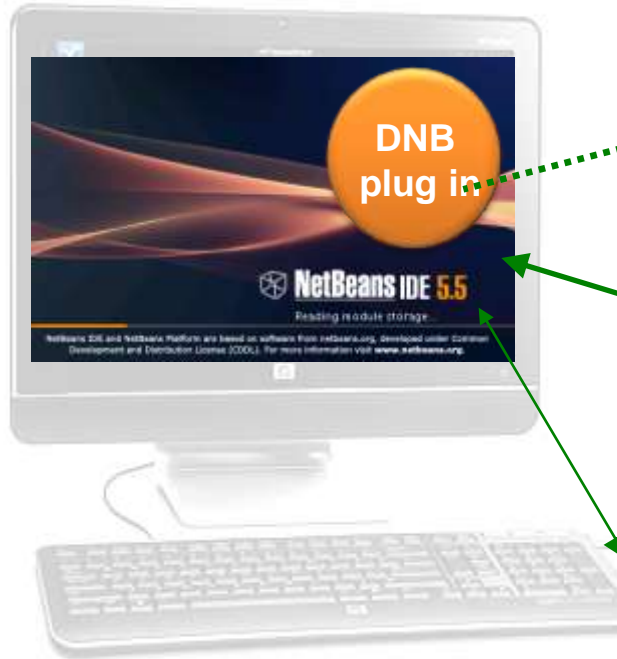 DNB
plug in
NetBeans IDE 5.5
Reading module storage
NetBeans IDE and NetBeans Platform are based on software from netbeans.org, developed under Common
Development and Distribution License (CDDL). For more information visit www.netbeans.org.